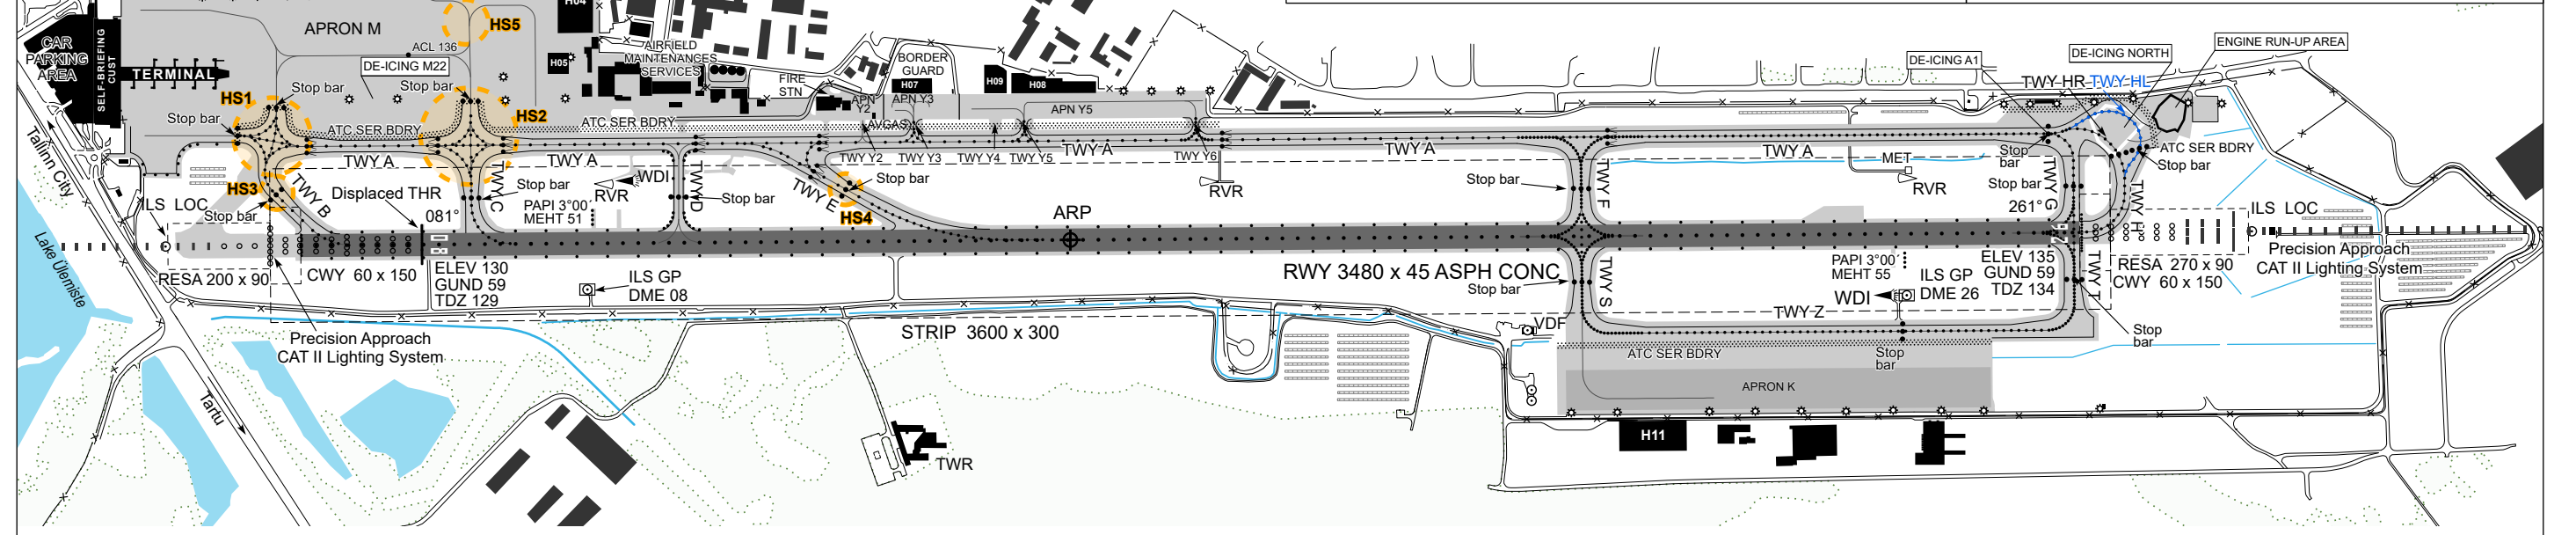 H04
HS5
APRON M
ACL 136
CAR
PARKING
AREA
SELF-BRIEFING
CUST
TERMINAL
DE-ICING M22
H05
AIRFIELD
MAINTENANCES
SERVICES
FIRE
STN
BORDER
GUARD
H07
H09
H08
APN
Y2
APN Y3
APN Y5
AVGAS
DE-ICING A1
DE-ICING NORTH
ENGINE RUN-UP AREA
TWY HR
TWY HL
HS1
Stop bar
Stop bar
HS2
Stop bar
ATC SER BDRY
ATC SER BDRY
TWY A
TWY A
TWY Y2
TWY Y3
TWY Y4
TWY Y5
TWY A
TWY Y6
TWY A
TWY A
MET
Stop
bar
ATC SER BDRY
Stop bar
Tallinn City
HS3
TWY B
Displaced THR
TWY C
Stop bar
RVR
WDI
TWY D
Stop bar
TWY E
HS4
Stop bar
RVR
Stop bar
TWY F
RVR
Stop bar
TWY G
TWY H
ILS LOC
Stop bar
081°
PAPI 3°00'
MEHT 51
ARP
261°
ILS LOC
Lake Ülemiste
08
26
RESA 200 x 90
CWY 60 x 150
ELEV 130
GUND 59
TDZ 129
ILS GP
DME 08
RWY 3480 x 45 ASPH CONC
Stop bar
TWY S
PAPI 3°00'
MEHT 55
ELEV 135
GUND 59
TDZ 134
WDI
ILS GP
DME 26
TWY T
RESA 270 x 90
CWY 60 x 150
Precision Approach
CAT II Lighting System
TWY Z
Precision Approach
CAT II Lighting System
STRIP 3600 x 300
VDF
ATC SER BDRY
Stop
bar
Stop
bar
APRON K
Tartu
TWR
H11